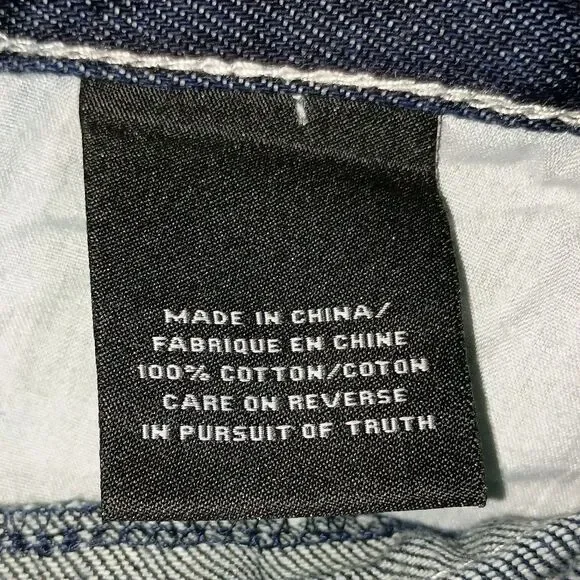 MADE IN CHINA/
FABRIQUE EN CHINE
100% COTTON/COTON
CARE ON REVERSE
IN PURSUIT OF TRUTH